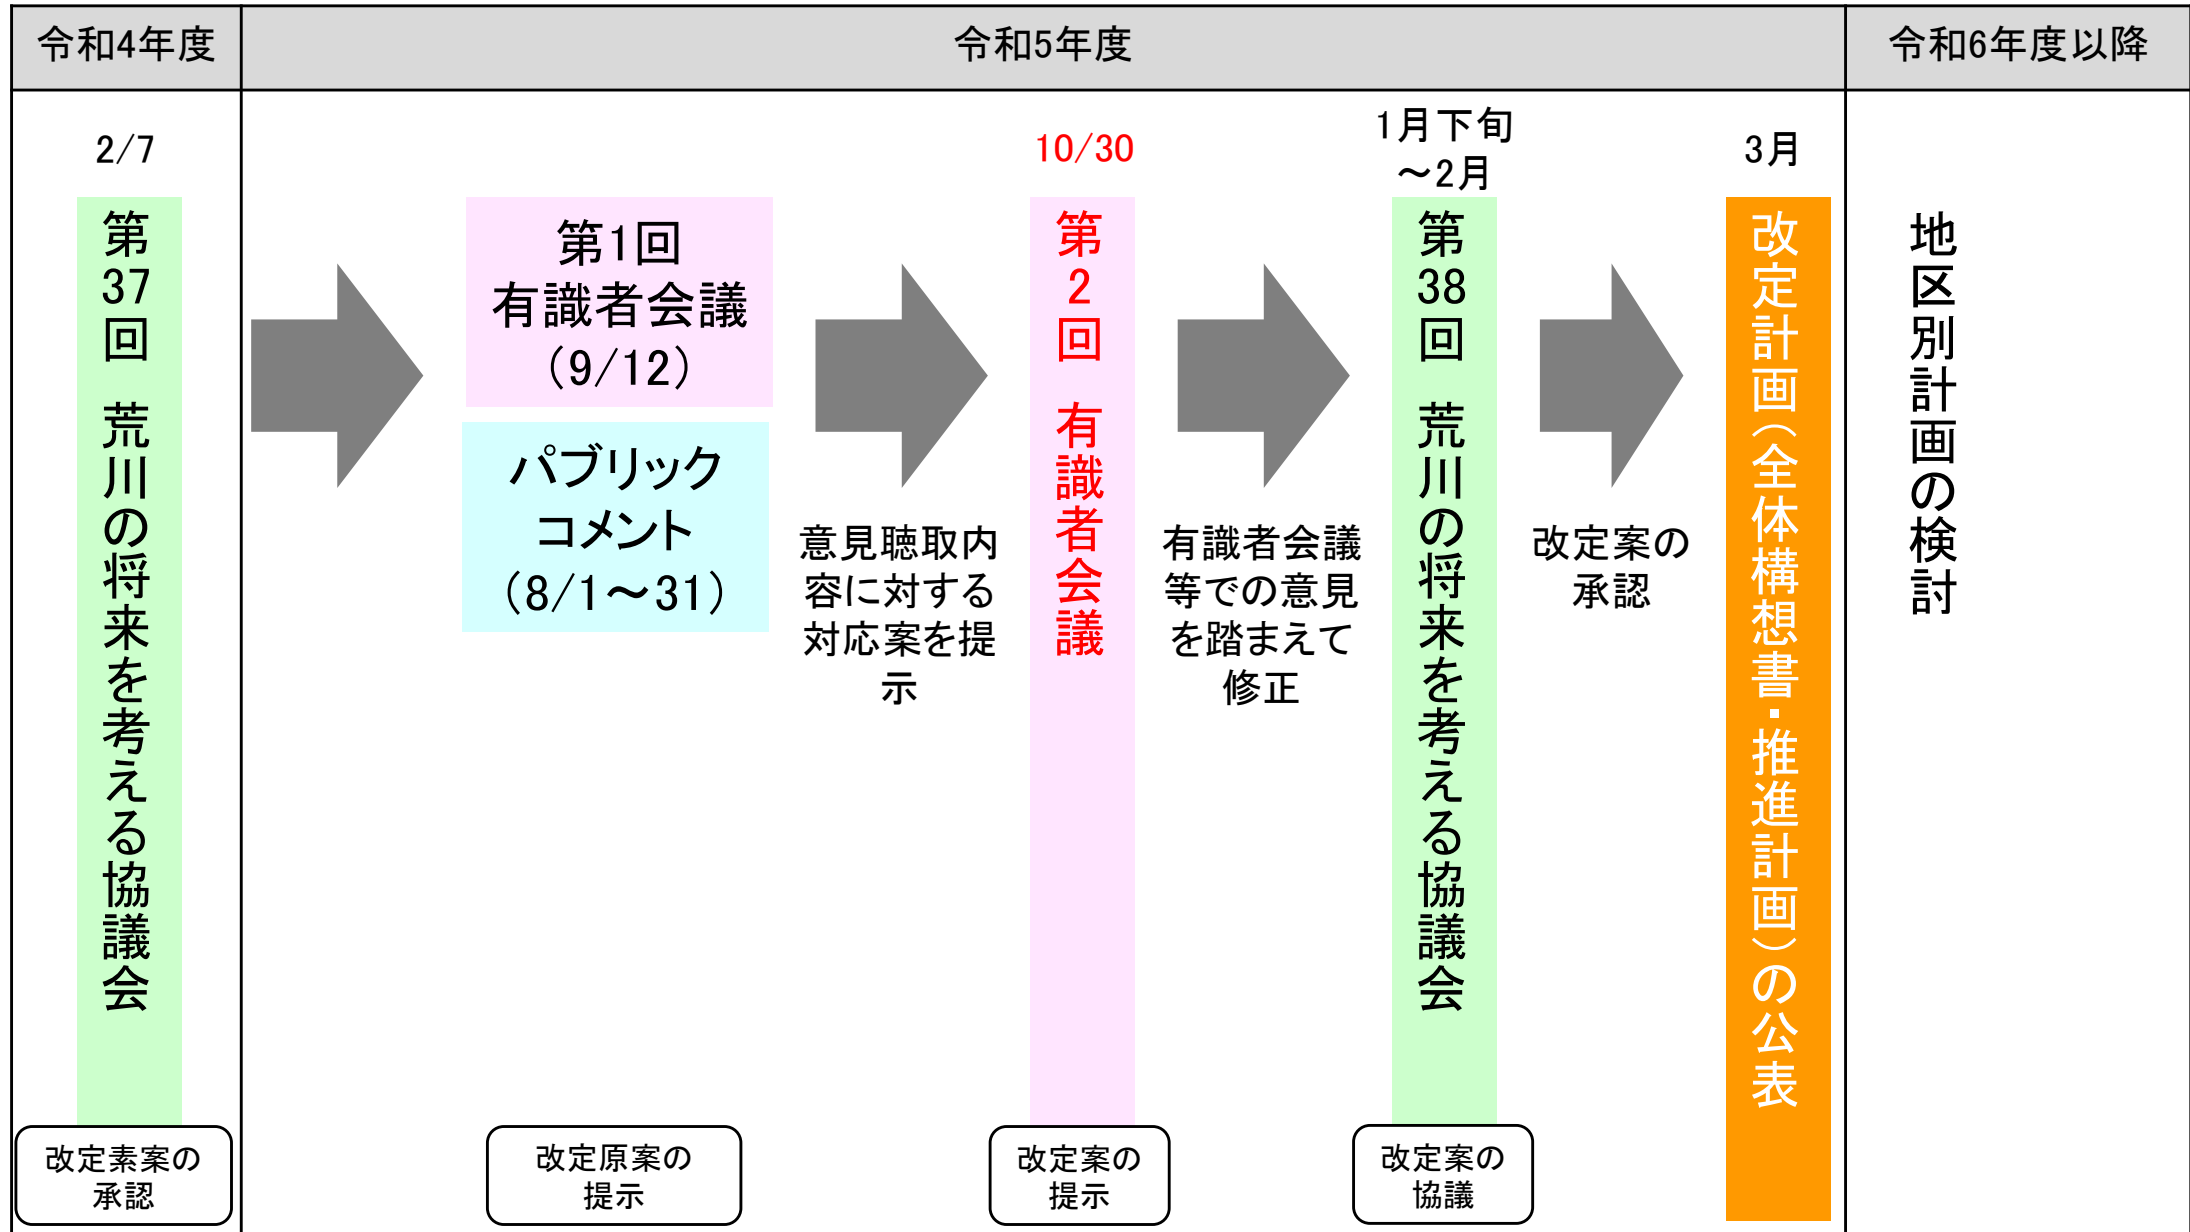 令和4年度
令和5年度
令和6年度以降
2/7
第37回　荒川の将来を考える協議会
改定素案の
承認
第1回
有識者会議
（9/12）
パブリック
コメント
（8/1～31）
改定原案の
提示
意見聴取内
容に対する
対応案を提
示
10/30
第2回　有識者会議
改定案の
提示
有識者会議
等での意見
を踏まえて
修正
1月下旬
～2月
第38回　荒川の将来を考える協議会
改定案の
協議
改定案の
承認
3月
改定計画（全体構想書・推進計画）の公表
地区別計画の検討